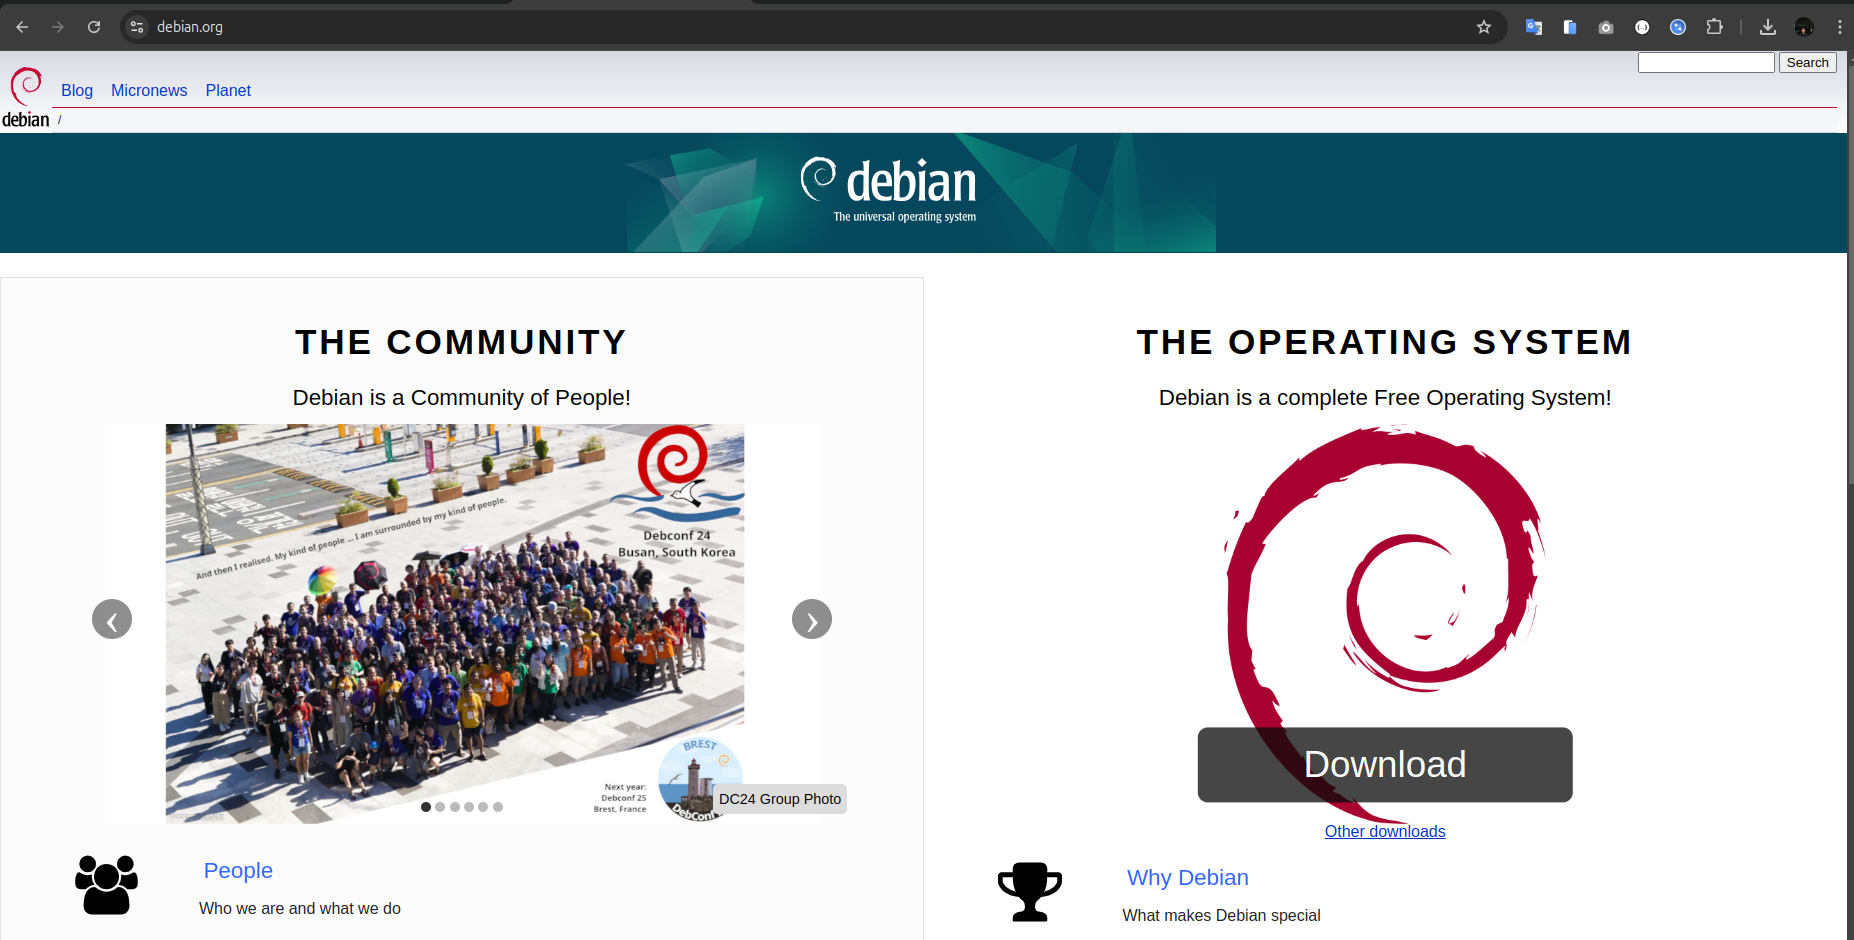 debian.org
Search
Blog Micronews Planet
debian /
debian
The universal operating system
THE COMMUNITY
Debian is a Community of People!
And then I realised. My kind of people ... I am surrounded by my kind of people.
Debconf 24
Busan, South Korea
BREST
Next year:
Debconf 25
Brest, France
DebConf
DC24 Group Photo
People
Who we are and what we do
THE OPERATING SYSTEM
Debian is a complete Free Operating System!
Download
Other downloads
Why Debian
What makes Debian special